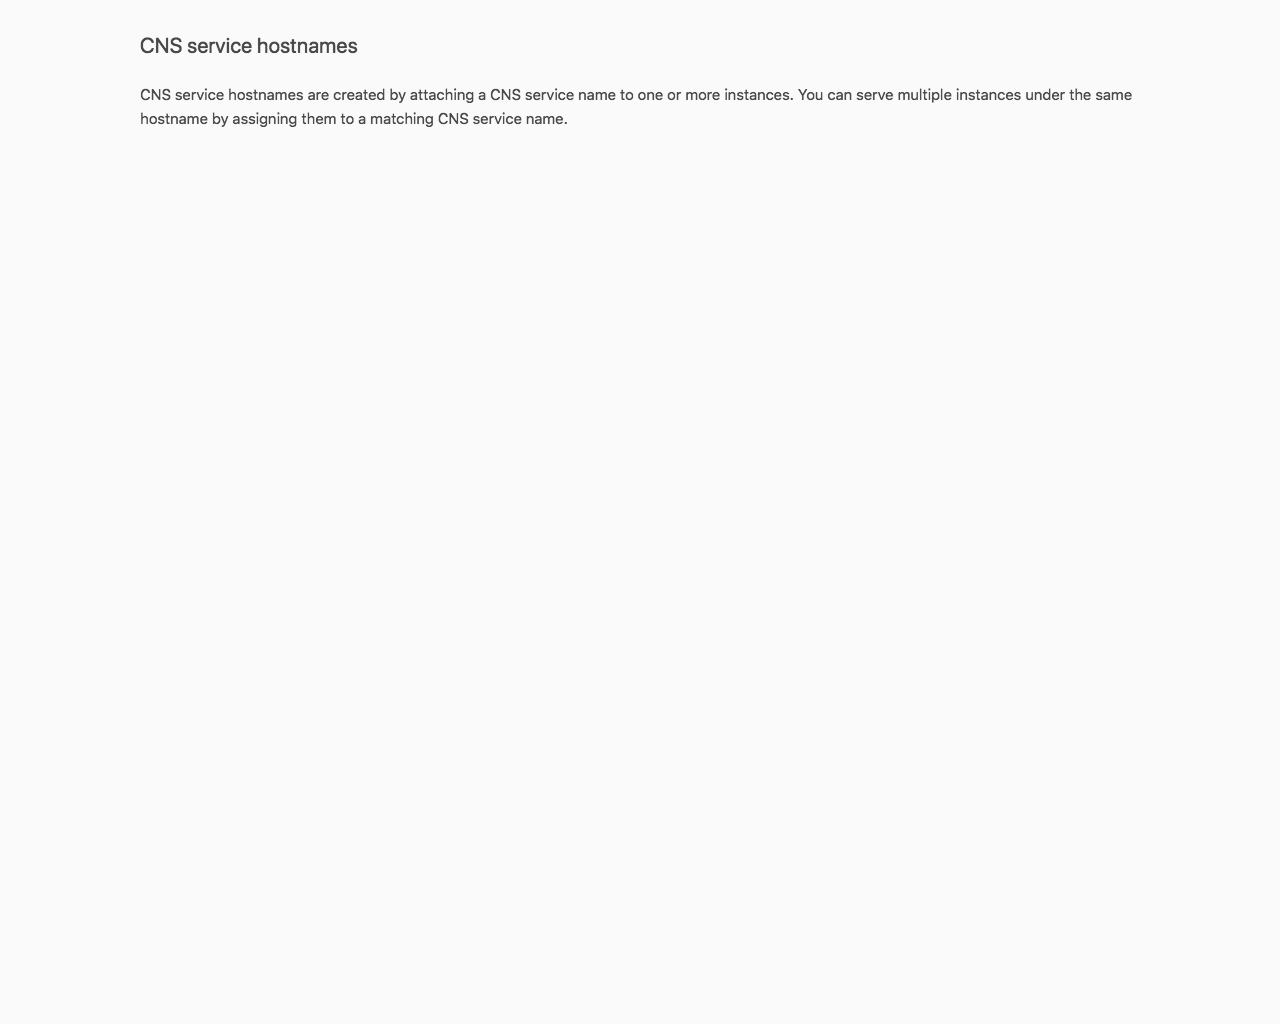 CNS service hostnames
CNS service hostnames are created by attaching a CNS service name to one or more instances. You can serve multiple instances under the same
hostname by assigning them to a matching CNS service name.